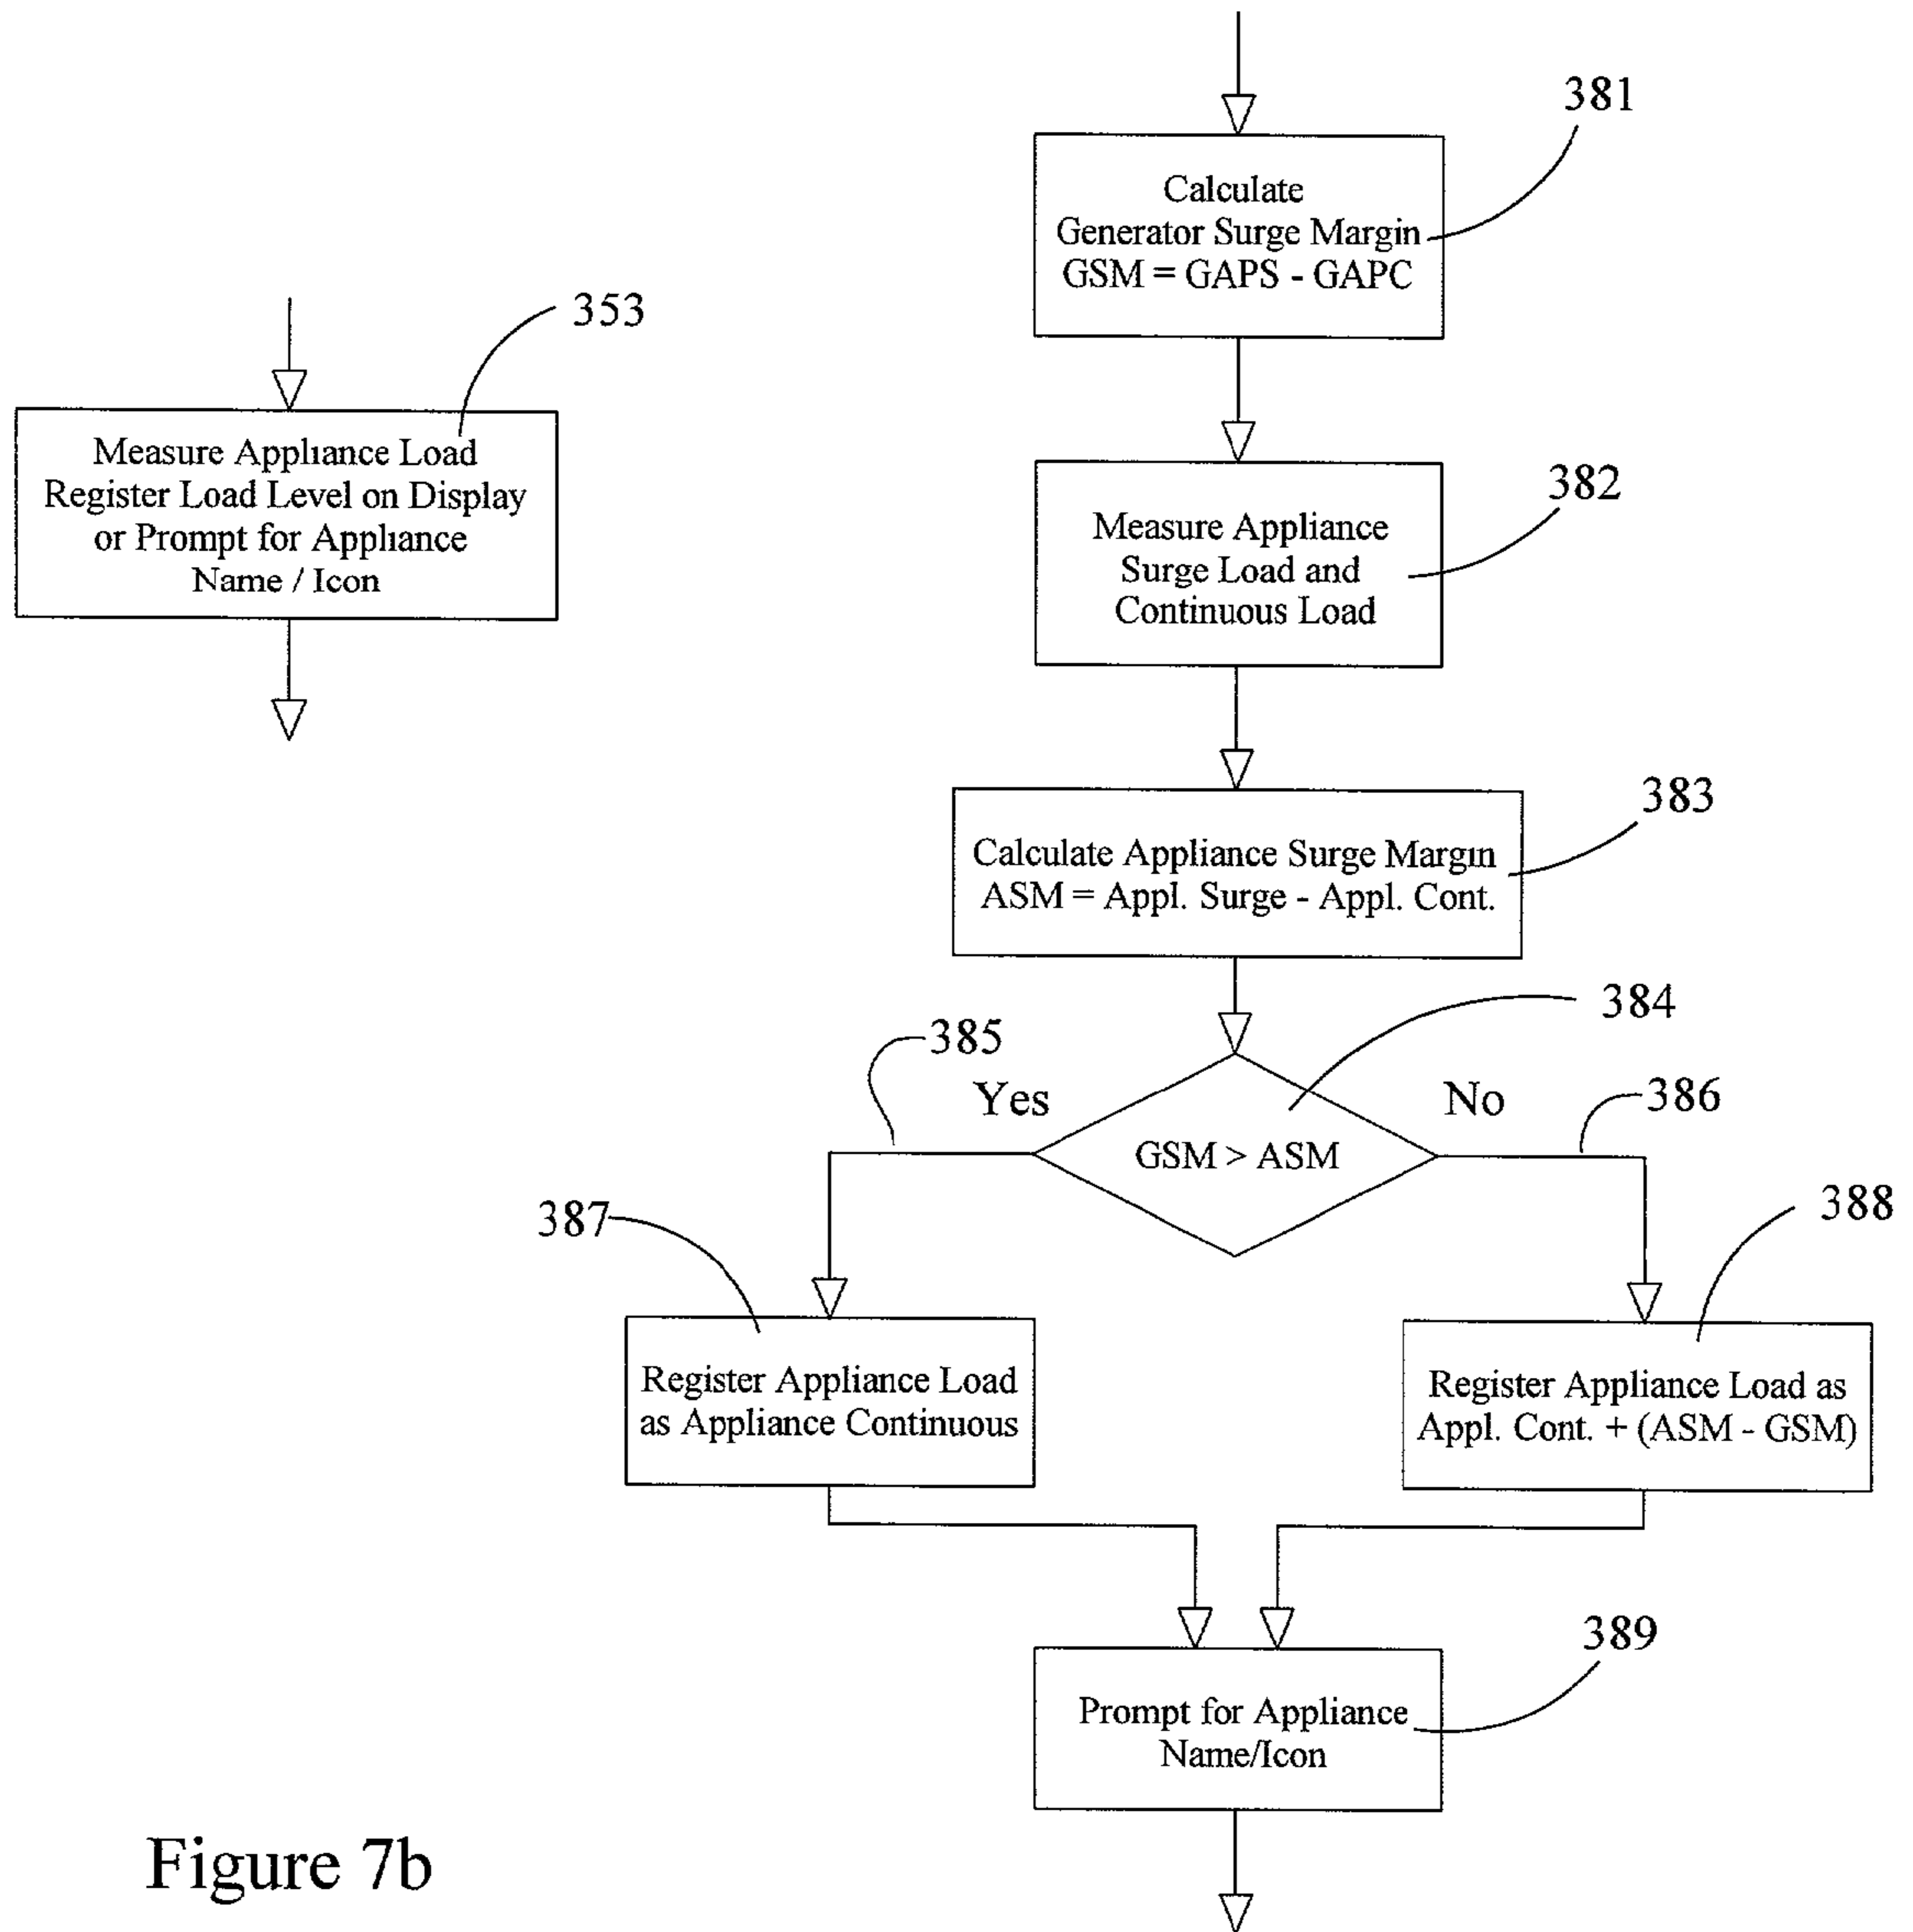 381
Calculate
Generator Surge Margin
GSM = GAPS - GAPC
353
Measure Appliance Load
Register Load Level on Display
or Prompt for Appliance
Name / Icon
382
Measure Appliance
Surge Load and
Continuous Load
383
Calculate Appliance Surge Margin
ASM = Appl. Surge - Appl. Cont.
384
385
Yes
No
386
GSM > ASM
387
388
Register Appliance Load
as Appliance Continuous
Register Appliance Load as
Appl. Cont. + (ASM - GSM)
389
Prompt for Appliance
Name/Icon
Figure 7b